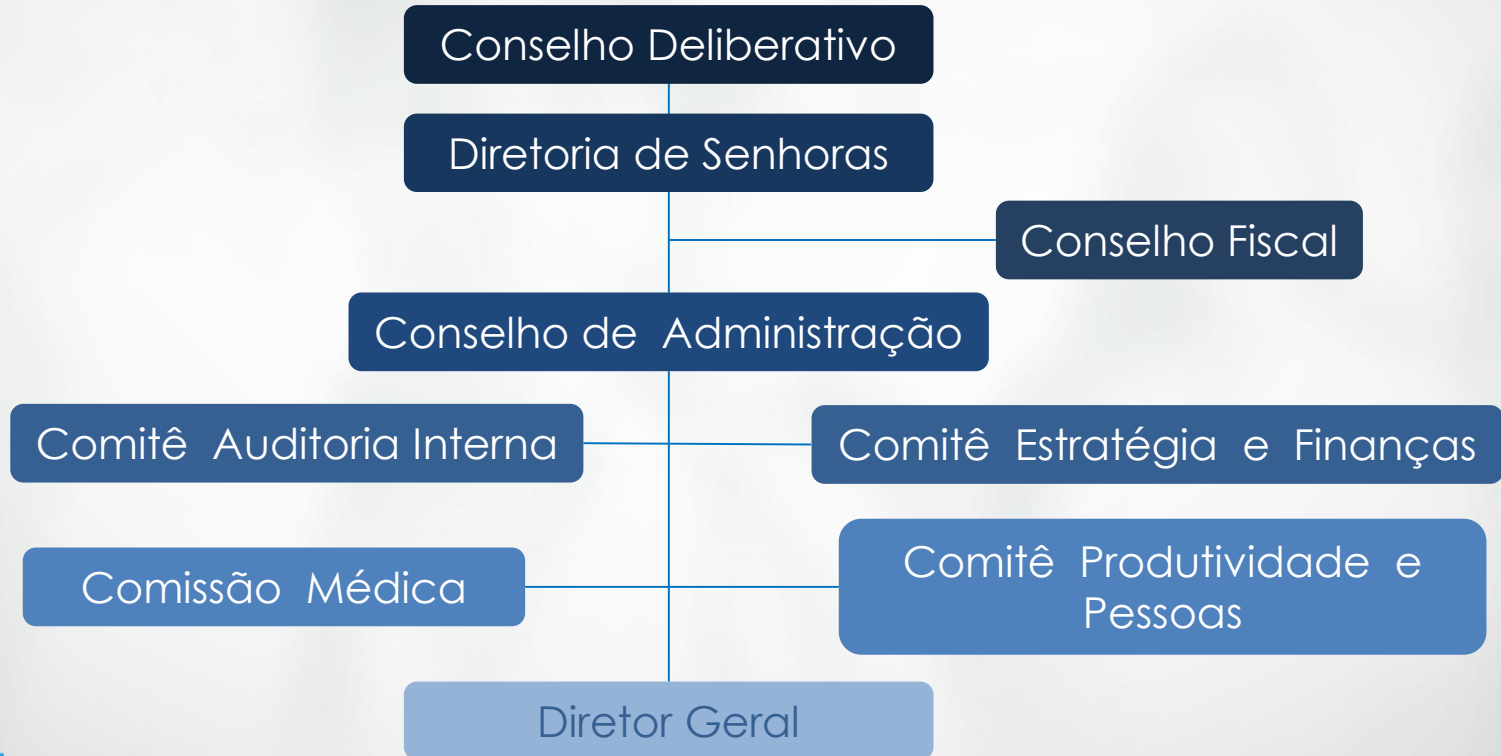 Conselho Deliberativo
Diretoria de Senhoras
Conselho Fiscal
Conselho de Administração
Comitê Auditoria Interna
Comitê Estratégia e Finanças
Comissão Médica
Comitê Produtividade e
Pessoas
Diretor Geral